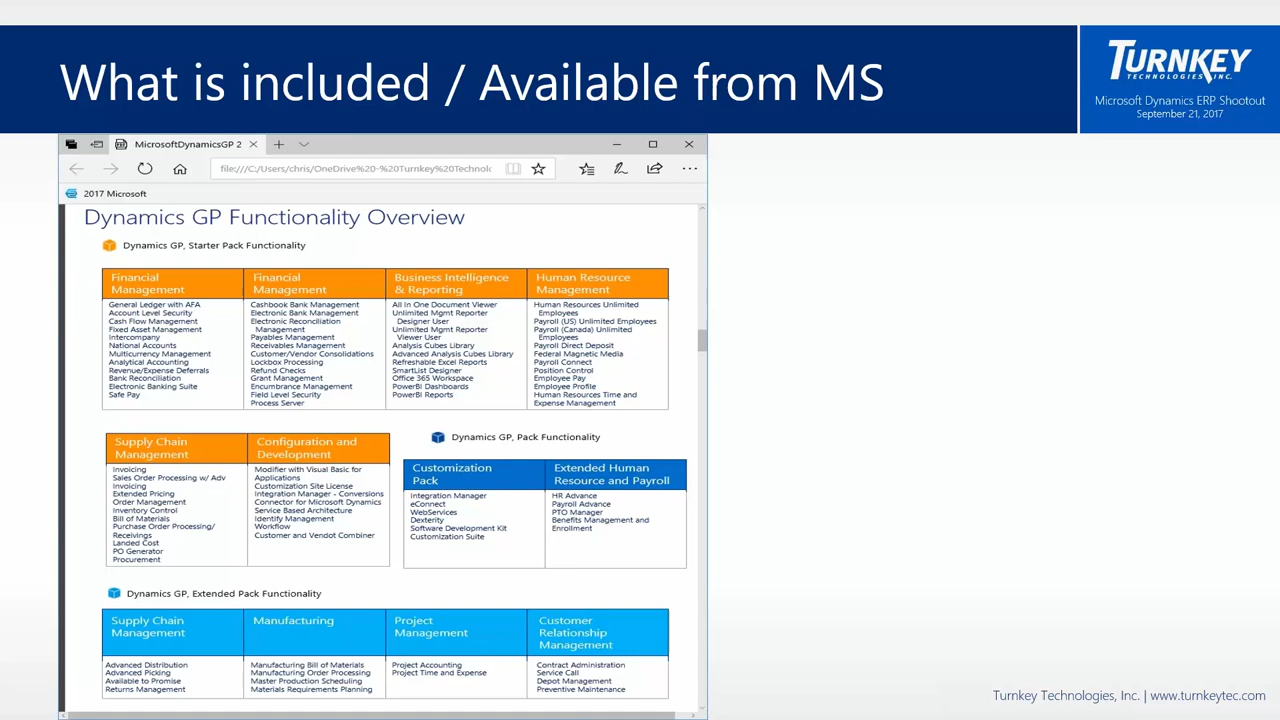 What is included / Available from MS
TURNKEY
TECHNOLOGIES, INC.
Microsoft Dynamics ERP Shootout
September 21, 2017
MicrosoftDynamicsGP 2
file:///C:/Users/chris/OneDrive%20-%20Turnkey%20Technolo
2017 Microsoft
Dynamics GP Functionality Overview
Dynamics GP, Starter Pack Functionality
Financial
Management
General Ledger with AFA
Account Level Security
Cash Flow Management
Fixed Asset Management
Intercompany
National Accounts
Multicurrency Management
Analytical Accounting
Revenue/Expense Deferrals
Bank Reconciliation
Electronic Banking Suite
Safe Pay
Financial
Management
Cashbook Bank Management
Electronic Bank Management
Electronic Reconciliation
Management
Payables Management
Receivables Management
Customer/Vendor Consolidations
Lockbox Processing
Refund Checks
Grant Management
Encumbrance Management
Field Level Security
Process Server
Business Intelligence
& Reporting
All In One Document Viewer
Unlimited Mgmt Reporter
Designer User
Unlimited Mgmt Reporter
Viewer User
Analysis Cubes Library
Advanced Analysis Cubes Library
Refreshable Excel Reports
SmartList Designer
Office 365 Workspace
PowerBI Dashboards
PowerBI Reports
Human Resource
Management
Human Resources Unlimited
Employees
Payroll (US) Unlimited Employees
Payroll (Canada) Unlimited
Employees
Payroll Direct Deposit
Federal Magnetic Media
Payroll Connect
Position Control
Employee Pay
Employee Profile
Human Resources Time and
Expense Management
Supply Chain
Management
Invoicing
Sales Order Processing w/ Adv
Invoicing
Extended Pricing
Order Management
Inventory Control
Bill of Materials
Purchase Order Processing/
Receivings
Landed Cost
PO Generator
Procurement
Configuration and
Development
Modifier with Visual Basic for
Applications
Customization Site License
Integration Manager - Conversions
Connector for Microsoft Dynamics
Service Based Architecture
Identify Management
Workflow
Customer and Vendot Combiner
Dynamics GP, Pack Functionality
Customization
Pack
Integration Manager
eConnect
WebServices
Dexterity
Software Development Kit
Customization Suite
Extended Human
Resource and Payroll
HR Advance
Payroll Advance
PTO Manager
Benefits Management and
Enrollment
Dynamics GP, Extended Pack Functionality
Supply Chain
Management
Advanced Distribution
Advanced Picking
Available to Promise
Returns Management
Manufacturing
Manufacturing Bill of Materials
Manufacturing Order Processing
Master Production Scheduling
Materials Requirements Planning
Project
Management
Project Accounting
Project Time and Expense
Customer
Relationship
Management
Contract Administration
Service Call
Depot Management
Preventive Maintenance
Turnkey Technologies, Inc. | www.turnkeytec.com